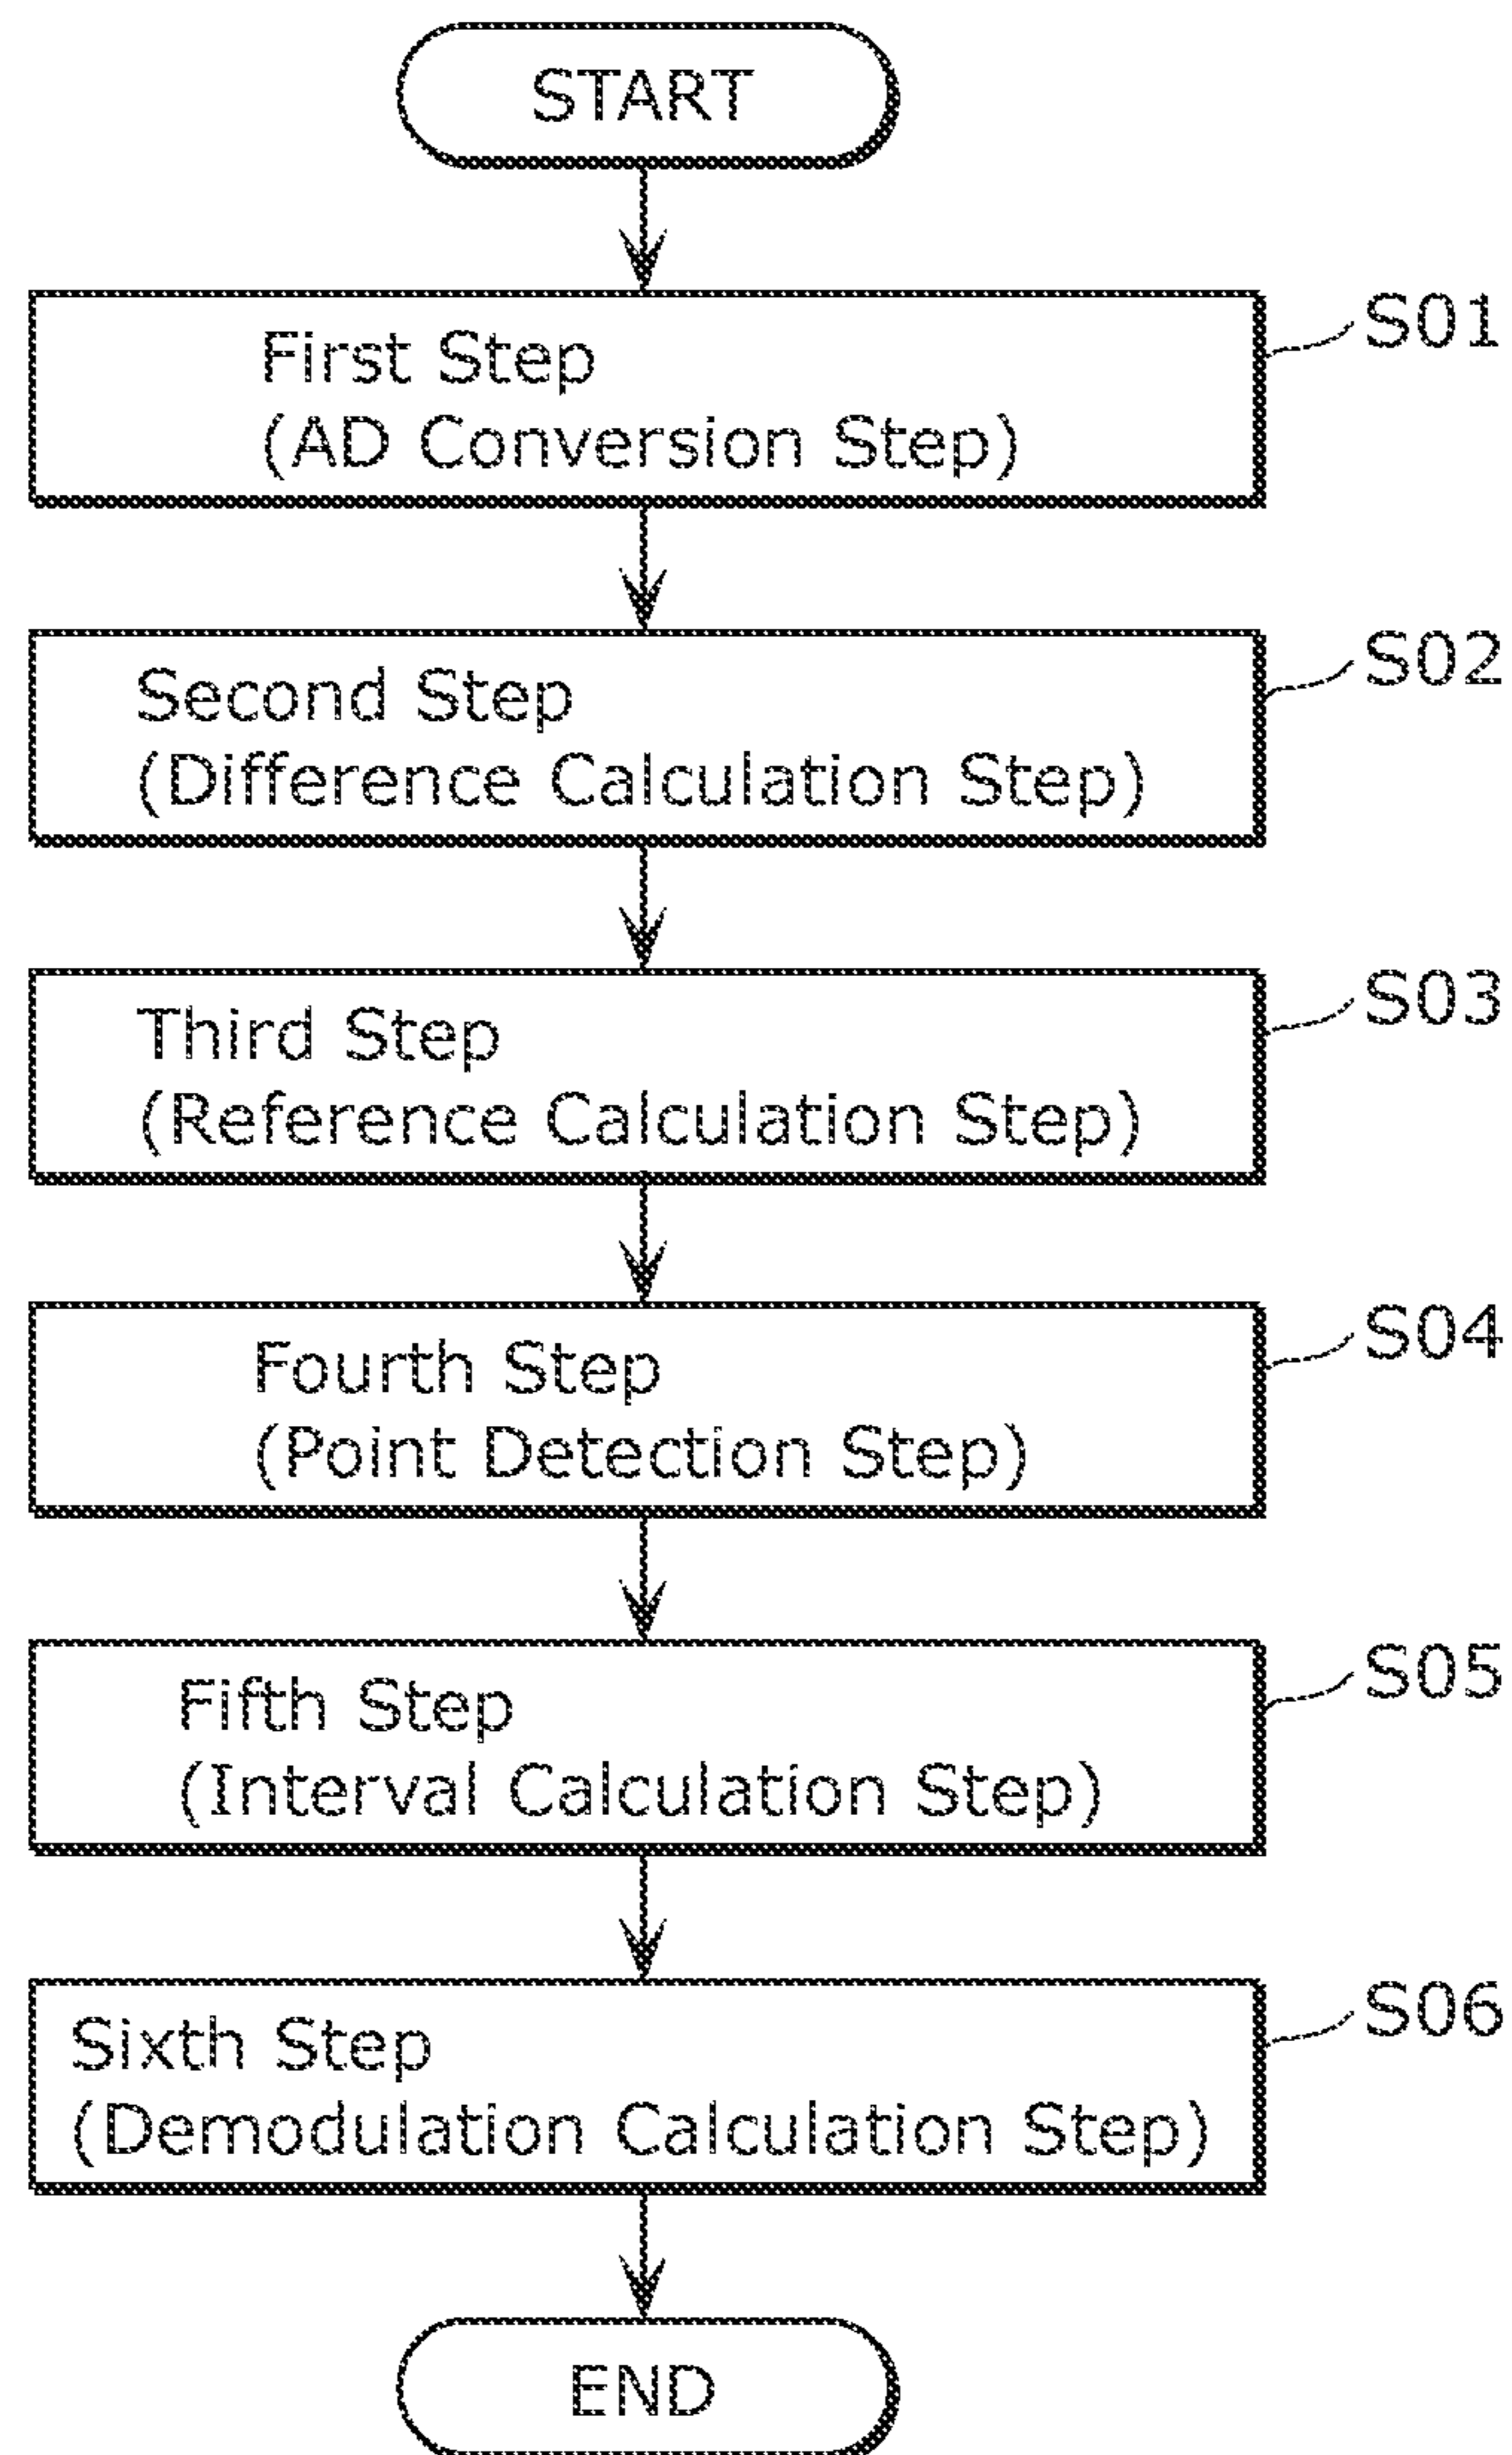 START
First Step
(AD Conversion Step)
S01
Second Step
(Difference Calculation Step)
S02
Third Step
(Reference Calculation Step)
S03
Fourth Step
(Point Detection Step)
S04
Fifth Step
(Interval Calculation Step)
S05
Sixth Step
(Demodulation Calculation Step)
S06
END